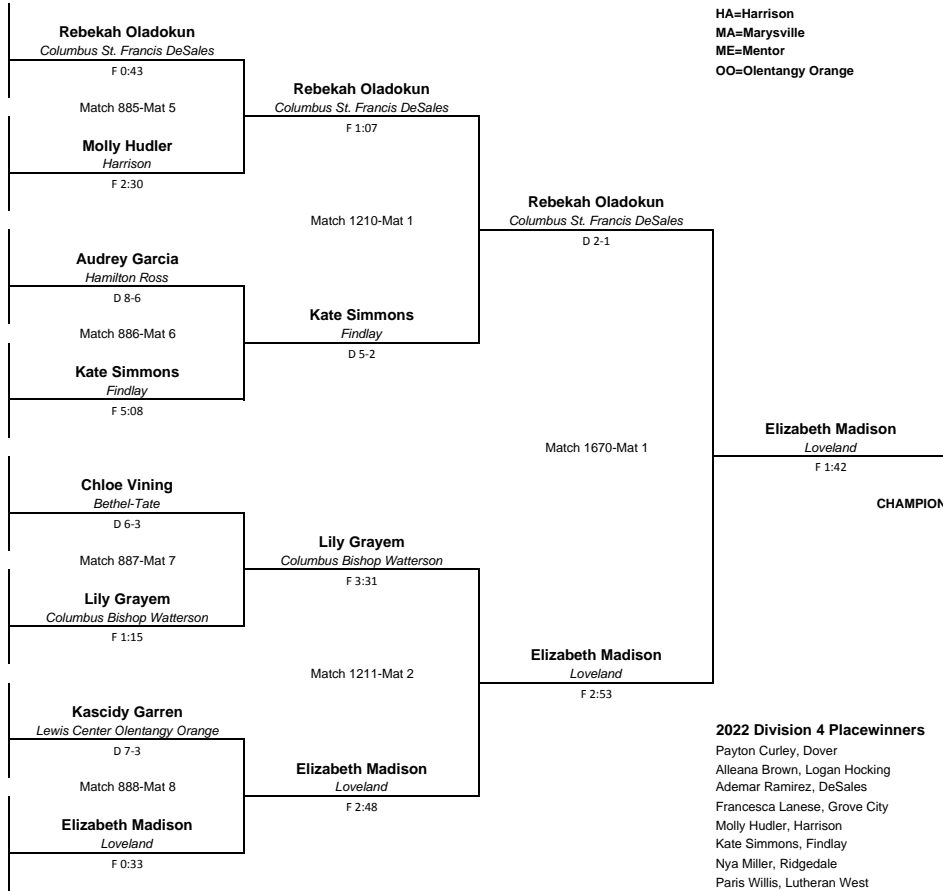 HA=Harrison
MA=Marysville
ME=Mentor
OO=Olentangy Orange
Rebekah Oladokun
Columbus St. Francis DeSales
F 0:43
Match 885-Mat 5
Molly Hudler
Harrison
F 2:30
Audrey Garcia
Hamilton Ross
D 8-6
Match 886-Mat 6
Kate Simmons
Findlay
F 5:08
Chloe Vining
Bethel-Tate
D 6-3
Match 887-Mat 7
Lily Grayem
Columbus Bishop Watterson
F 1:15
Kascidy Garren
Lewis Center Olentangy Orange
D 7-3
Match 888-Mat 8
Elizabeth Madison
Loveland
F 0:33
Rebekah Oladokun
Columbus St. Francis DeSales
F 1:07
Match 1210-Mat 1
Kate Simmons
Findlay
D 5-2
Lily Grayem
Columbus Bishop Watterson
F 3:31
Match 1211-Mat 2
Elizabeth Madison
Loveland
F 2:48
Rebekah Oladokun
Columbus St. Francis DeSales
D 2-1
Match 1670-Mat 1
Elizabeth Madison
Loveland
F 2:53
Elizabeth Madison
Loveland
F 1:42
CHAMPION
2022 Division 4 Placewinners
Payton Curley, Dover
Alleana Brown, Logan Hocking
Ademar Ramirez, DeSales
Francesca Lanese, Grove City
Molly Hudler, Harrison
Kate Simmons, Findlay
Nya Miller, Ridgedale
Paris Willis, Lutheran West